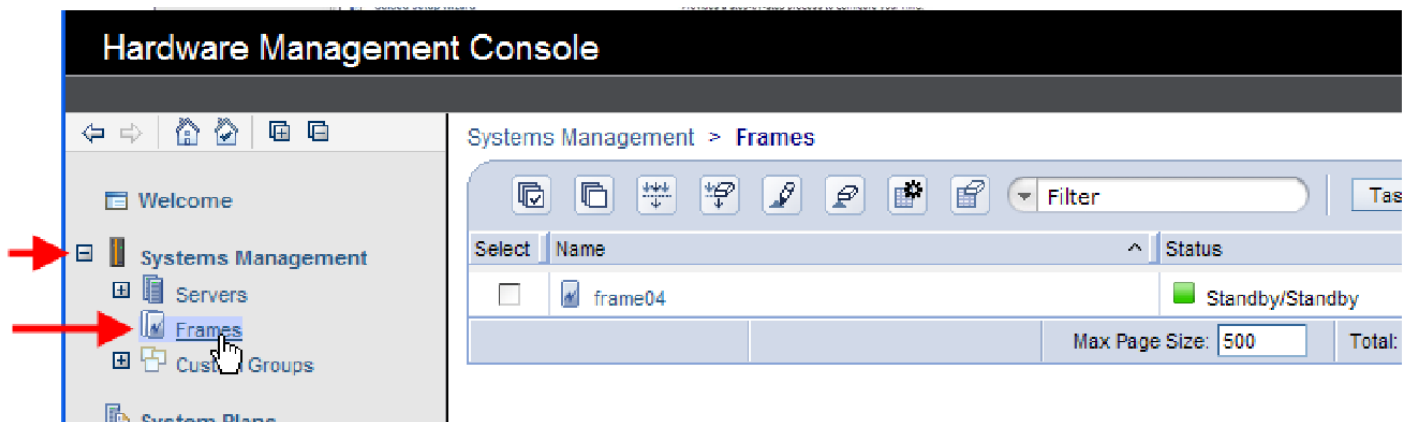 Hardware Management Console
Systems Management > Frames
Welcome
Filter
Tas
Select Name Status
Systems Management
Servers
frame04 Standby/Standby
Frames
Max Page Size: 500 Total:
Groups
System Plans